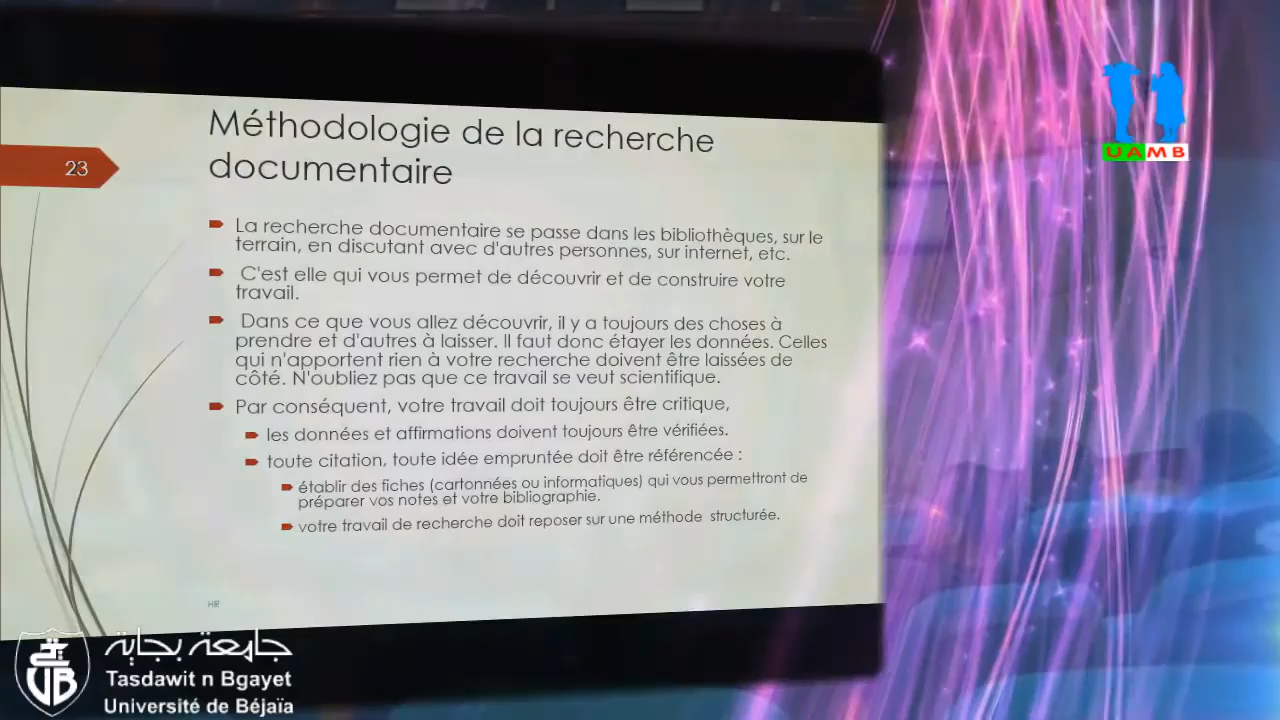 Méthodologie de la recherche
documentaire
23
La recherche documentaire se passe dans les bibliothèques, sur le
terrain, en discutant avec d'autres personnes, sur internet, etc.
C'est elle qui vous permet de découvrir et de construire votre
travail.
Dans ce que vous allez découvrir, il y a toujours des choses à
prendre et d'autres à laisser. Il faut donc étayer les données. Celles
qui n'apportent rien à votre recherche doivent être laissées de
côté. N'oubliez pas que ce travail se veut scientifique.
Par conséquent, votre travail doit toujours être critique,
les données et affirmations doivent toujours être vérifiées.
toute citation, toute idée empruntée doit être référencée :
établir des fiches (cartonnées ou informatiques) qui vous permettront de
préparer vos notes et votre bibliographie.
votre travail de recherche doit reposer sur une méthode structurée.
HR
UAMB
UB
جامعة بجاية
Tasdawit n Bgayet
Université de Béjaïa